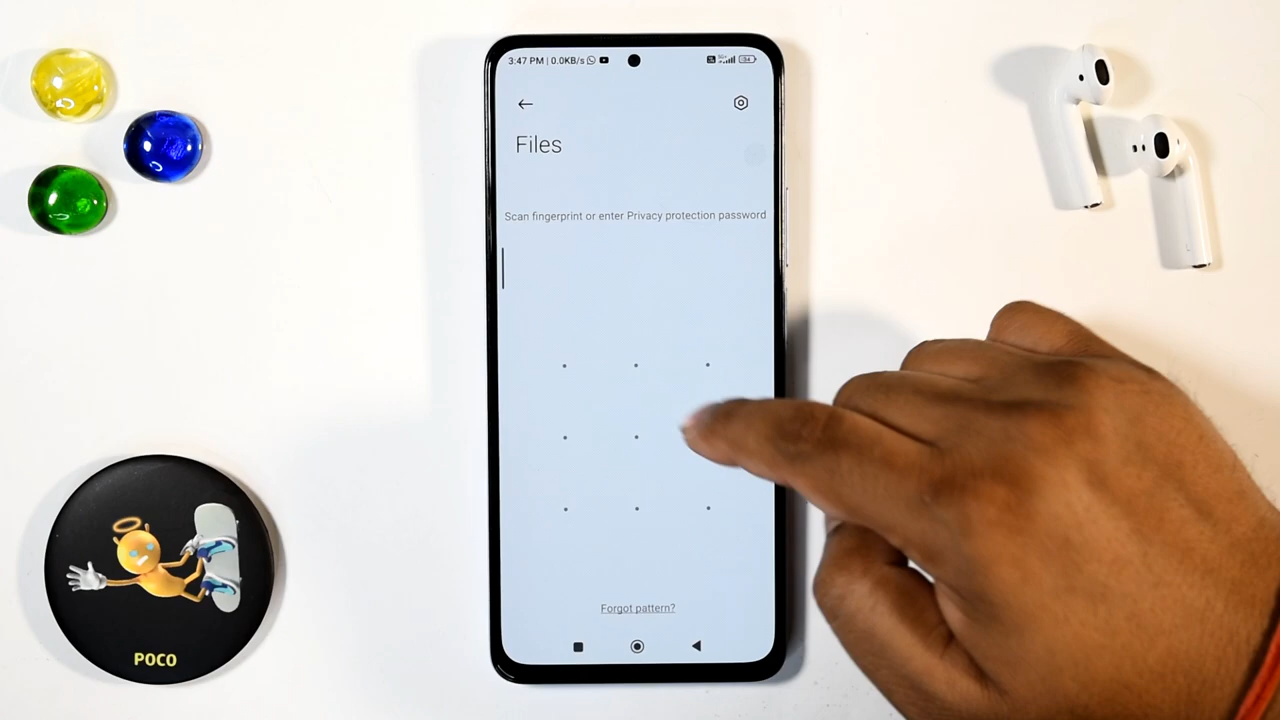 3:47 PM | 0.0KB/s
Files
Scan fingerprint or enter Privacy protection password
Forgot pattern?
POCO